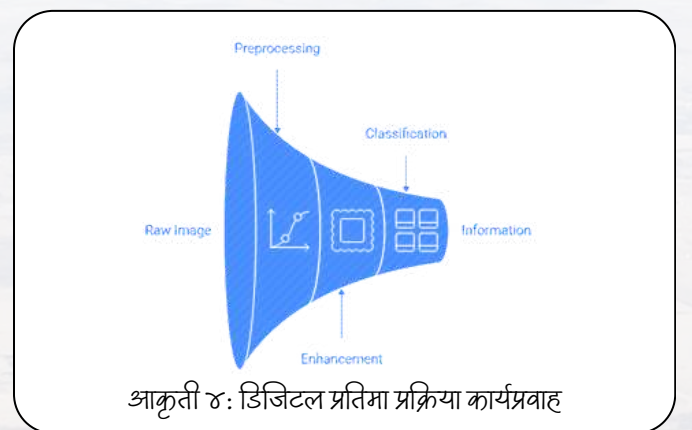 Preprocessing
Classification
Raw Image
Information
Enhancement
आकृती ४: डिजिटल प्रतिमा प्रक्रिया कार्यप्रवाह